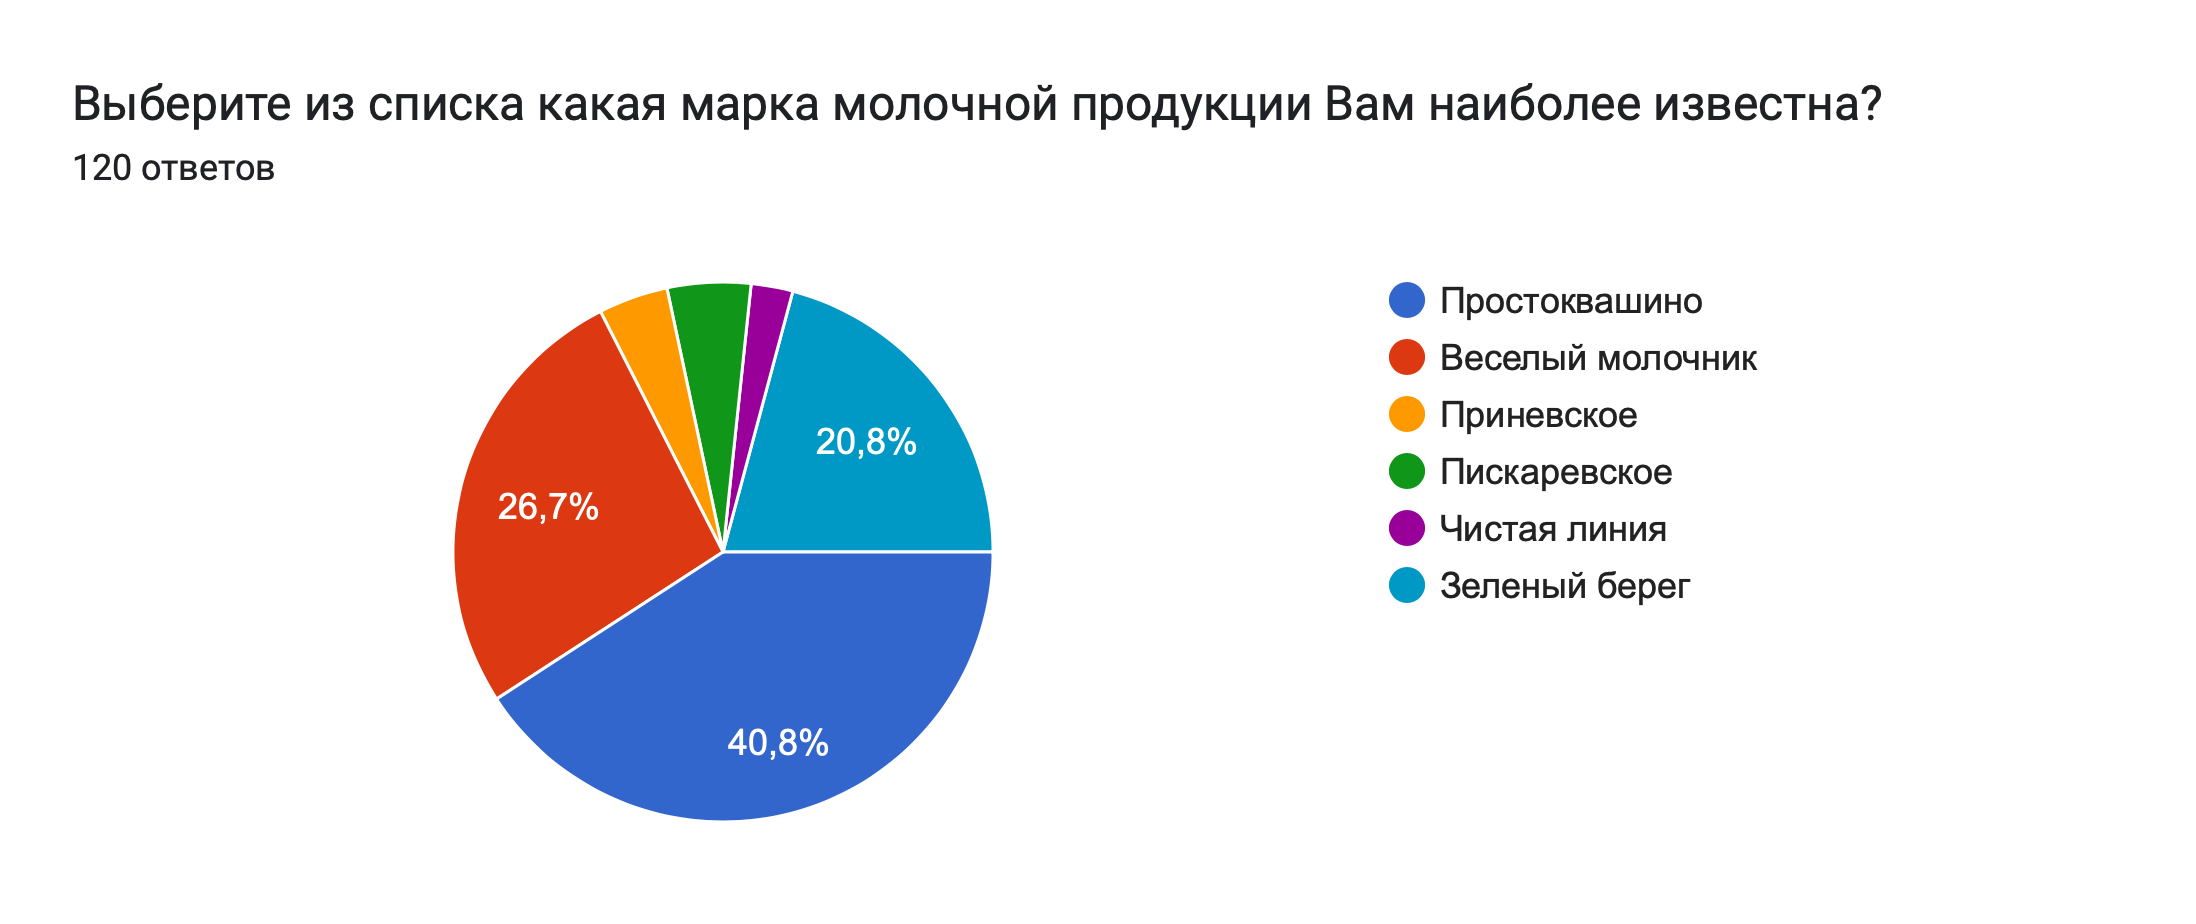 Выберите из списка какая марка молочной продукции Вам наиболее известна?
120 ответов
20,8%
26,7%
40,8%
Простоквашино
Веселый молочник
Приневское
Пискаревское
Чистая линия
Зеленый берег